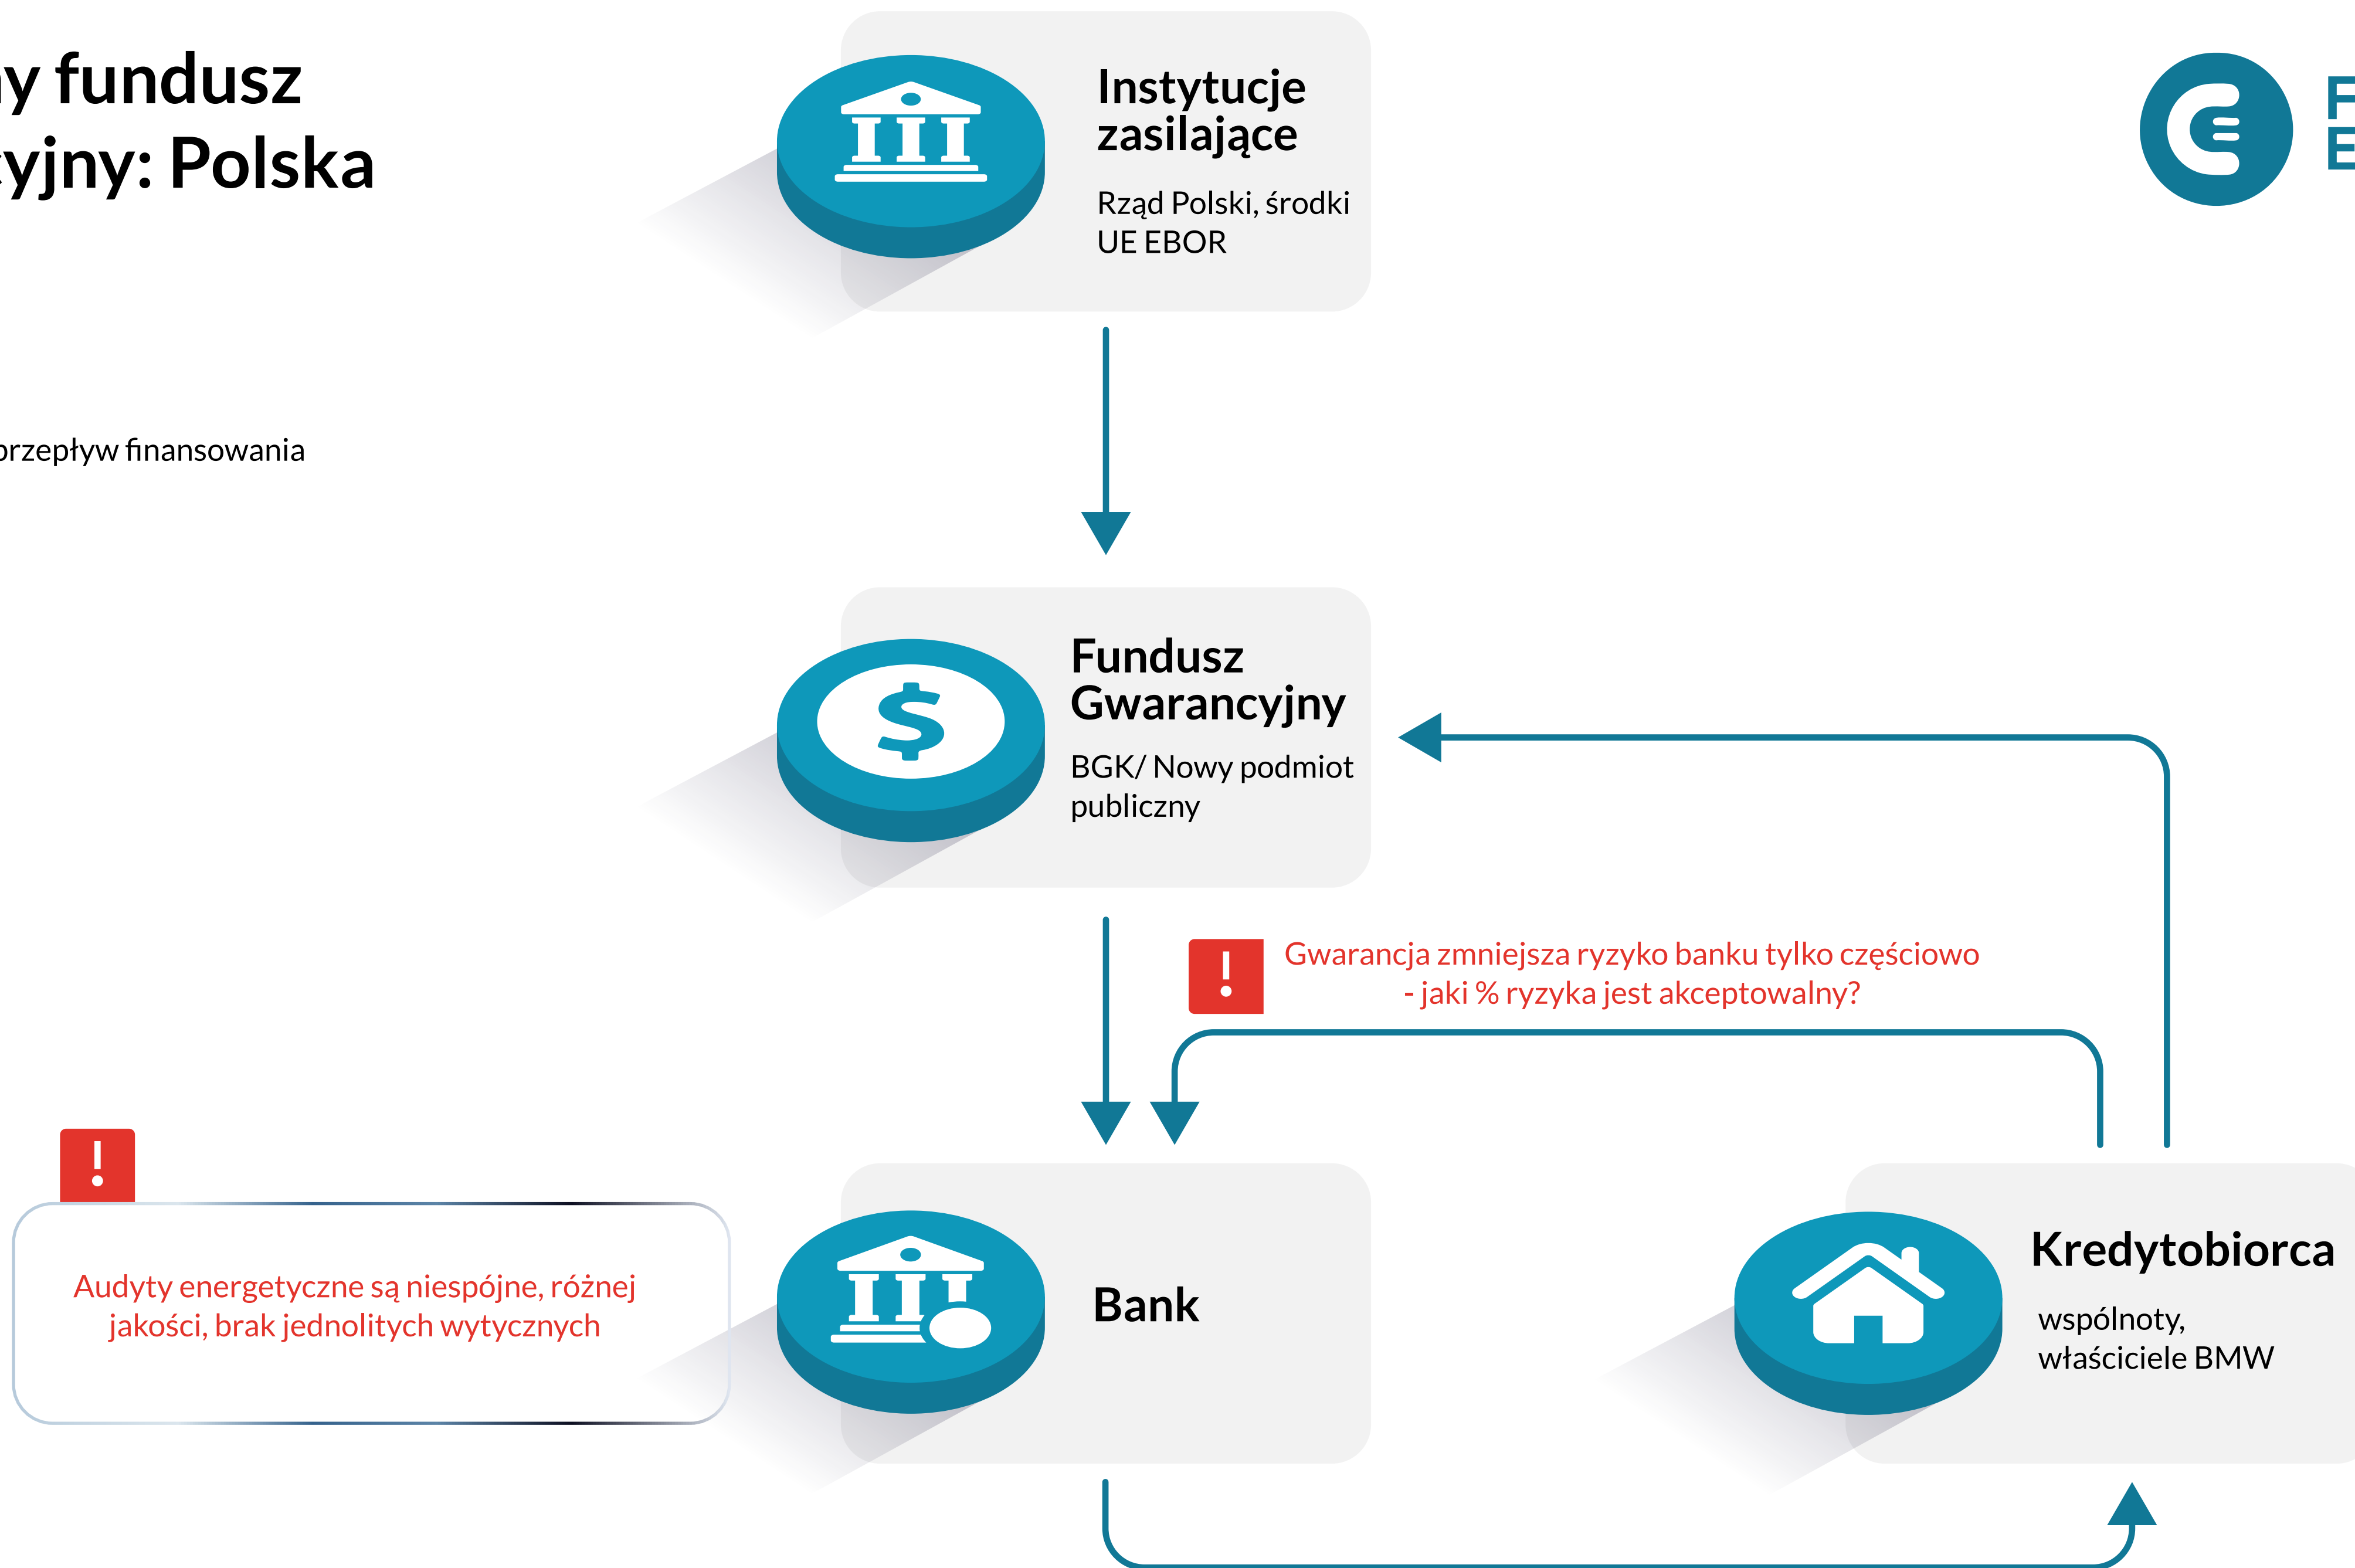 y fundusz
cyjny: Polska
przepływ finansowania
Instytucje
zasilające
Rząd Polski, środki
UE EBOR
F
E
Fundusz
Gwarancyjny
BGK/ Nowy podmiot
publiczny
! Gwarancja zmniejsza ryzyko banku tylko częściowo
- jaki % ryzyka jest akceptowalny?
!
Audyty energetyczne są niespójne, różnej
jakości, brak jednolitych wytycznych
Bank
Kredytobiorca
wspólnoty,
właściciele BMW